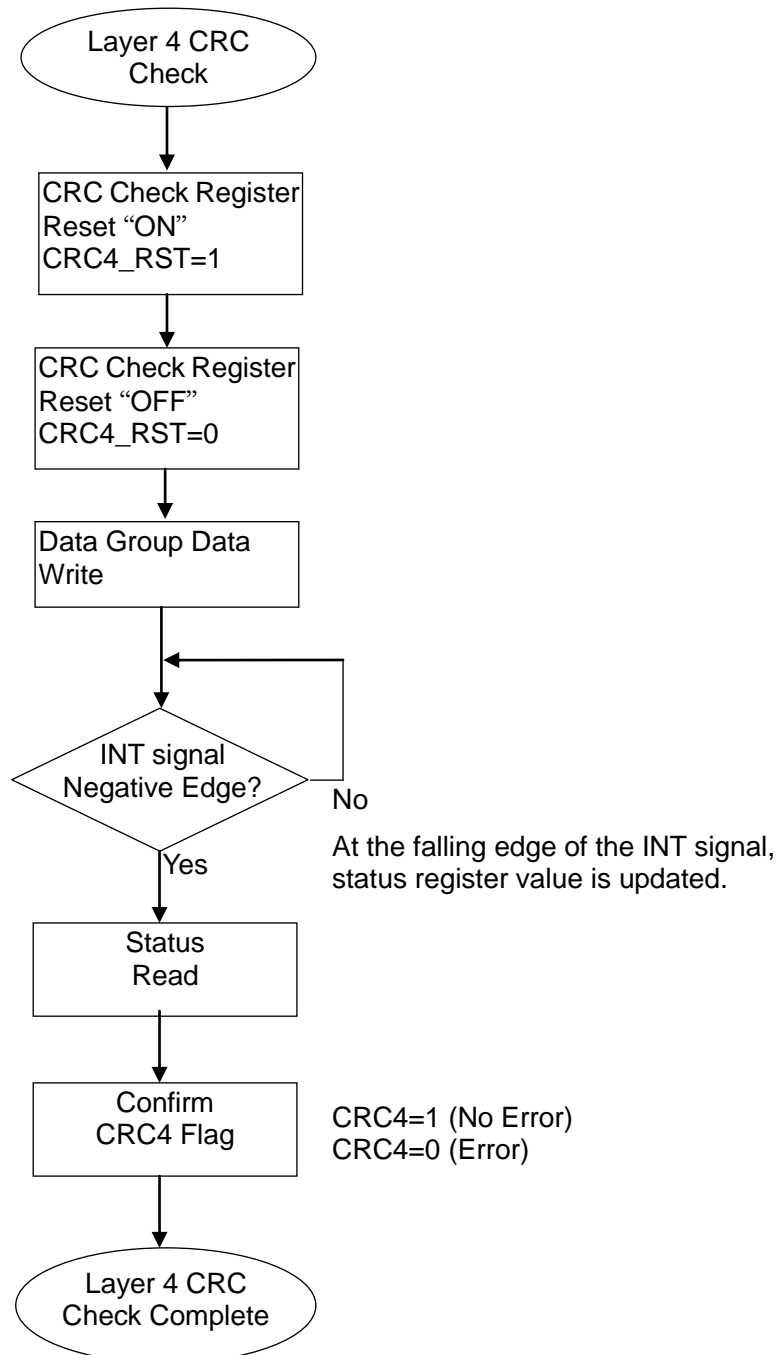 Layer 4 CRC
Check
CRC Check Register
Reset “ON”
CRC4_RST=1
CRC Check Register
Reset “OFF”
CRC4_RST=0
Data Group Data
Write
INT signal
Negative Edge?
No
At the falling edge of the INT signal,
status register value is updated.
Yes
Status
Read
Confirm
CRC4 Flag
CRC4=1 (No Error)
CRC4=0 (Error)
Layer 4 CRC
Check Complete